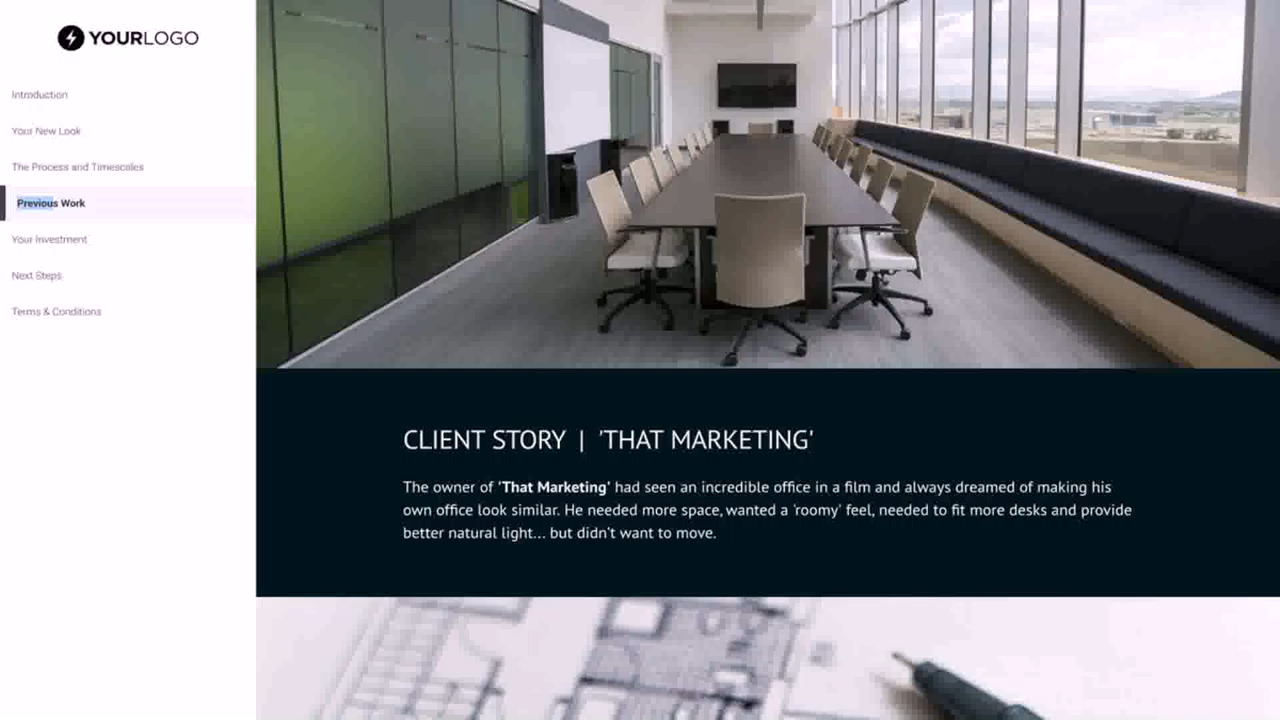 YOURLOGO
Introduction
Your New Look
The Process and Timescales
Previous Work
Your Investment
Next Steps
Terms & Conditions
CLIENT STORY | 'THAT MARKETING'
The owner of 'That Marketing' had seen an incredible office in a film and always dreamed of making his
own office look similar. He needed more space, wanted a 'roomy' feel, needed to fit more desks and provide
better natural light... but didn't want to move.